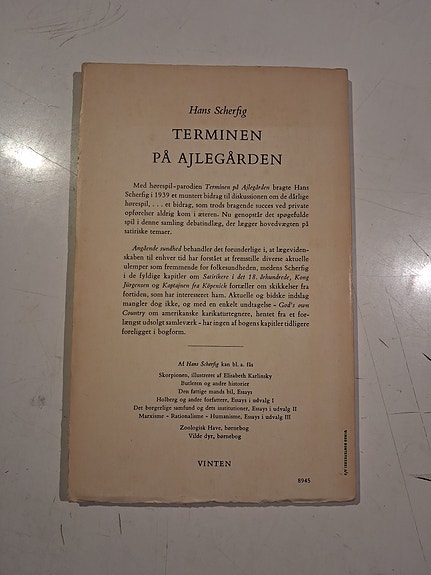 Hans Scherfig
TERMINEN
PÅ AJLEGÅRDEN
Med hørespil-parodien Terminen på Ajlegården bragte Hans
Scherfig i 1939 et muntert bidrag til diskussionen om de dårlige
hørespil, . . . et bidrag, som trods bragende succes ved private
opførelser aldrig kom i æteren. Nu genopstår det spøgefulde
spil i denne samling debatindlæg, der lægger hovedvægten på
satiriske temaer.
Angående sundhed behandler det forunderlige i, at lægeviden-
skaben til enhver tid har forstået at fremstille diverse aktuelle
ulemper som fremmende for folkesundheden, medens Scherfig
i de fyldige kapitler om Satirikere i det 18. århundrede, Kong
Jörgensen og Kaptajnen fra Köpenick fortæller om skikkelser fra
fortiden, som har interesseret ham. Aktuelle og bidske indslag
mangler dog ikke, og med en enkelt undtagelse - God's own
Country om amerikanske karikaturtegnere, hentet fra et for-
længst udsolgt samleværk - har ingen af bogens kapitler tidligere
foreligget i bogform.
Af Hans Scherfig kan bl. a. fås
Skorpionen, illustreret af Elisabeth Karlinsky
Butleren og andre historier
Den fattige mands bil, Essays
Holberg og andre forfattere, Essays i udvalg I
Det borgerlige samfund og dets institutioner, Essays i udvalg II
Marxisme - Rationalisme - Humanisme, Essays i udvalg III
Zoologisk Have, børnebog
Vilde dyr, børnebog
VINTEN
8945